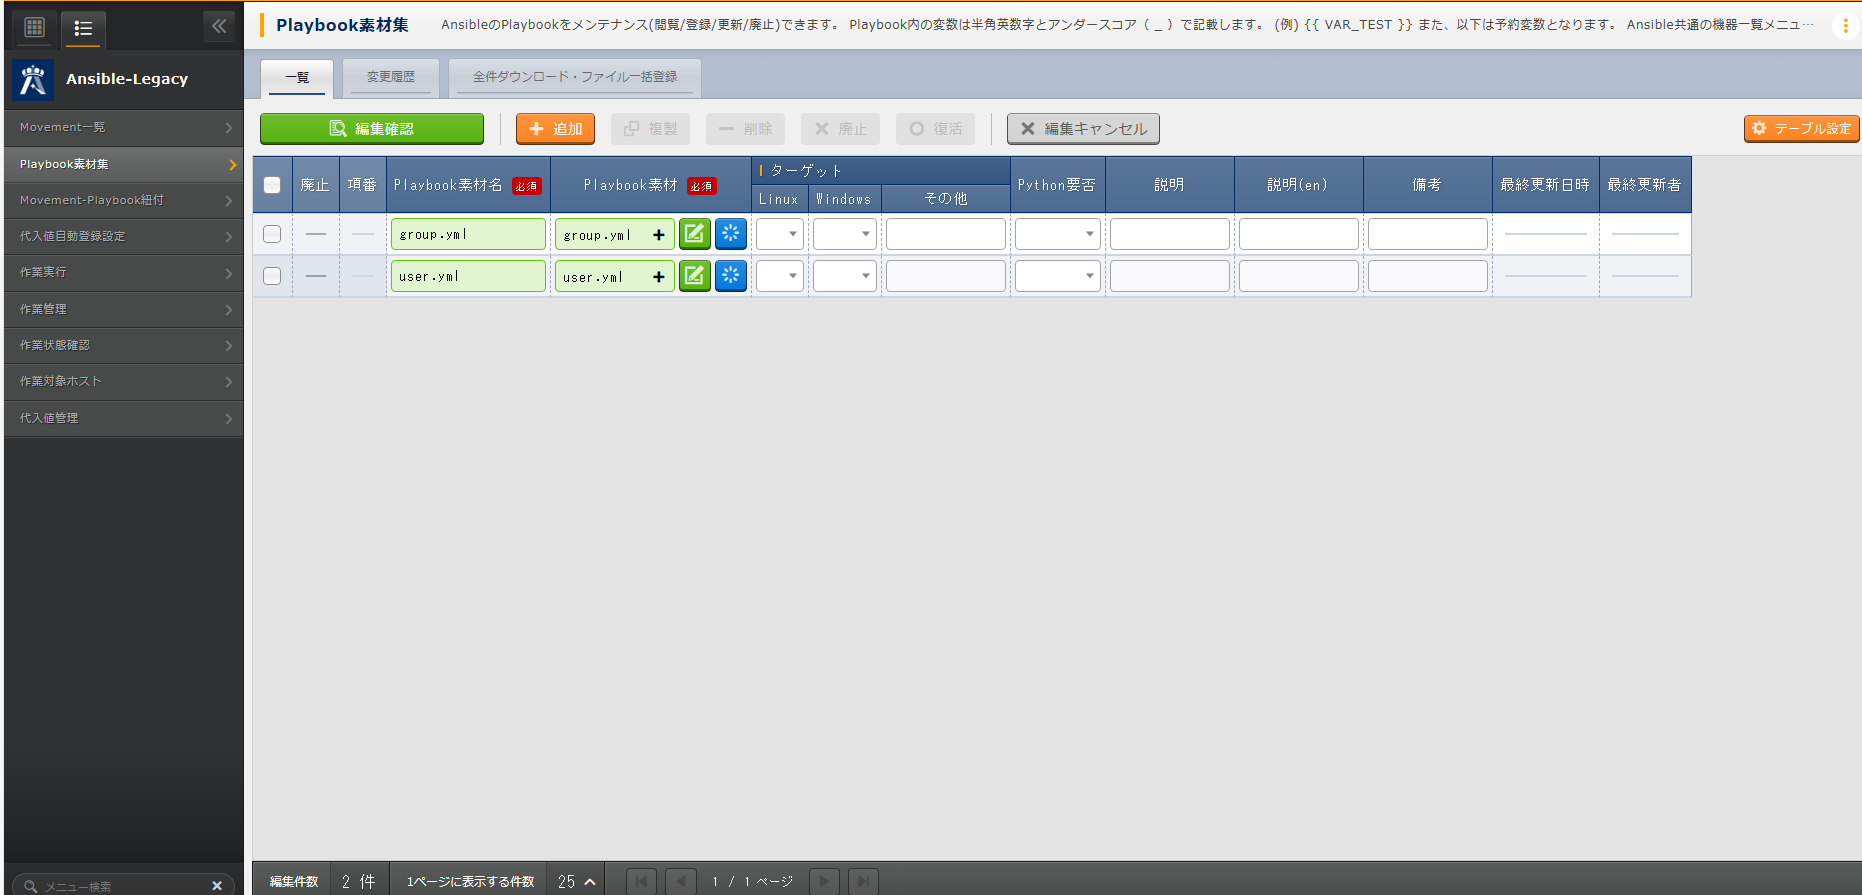 Playbook素材集
AnsibleのPlaybookをメンテナンス(閲覧/登録/更新/廃止)できます。 Playbook内の変数は半角英数字とアンダースコア（ _ ）で記載します。 (例) {{ VAR_TEST }} また、以下は予約変数となります。 Ansible共通の機器一覧メニュー…
Ansible-Legacy
Movement一覧
Playbook素材集
Movement-Playbook紐付
代入値自動登録設定
作業実行
作業管理
作業状態確認
作業対象ホスト
代入値管理
メニュー検索
一覧
変更履歴
全件ダウンロード・ファイル一括登録
編集確認
追加
複製
削除
廃止
復活
編集キャンセル
テーブル設定
廃止
項番
Playbook素材名 必須
Playbook素材 必須
ターゲット
Linux
Windows
その他
Python要否
説明
説明(en)
備考
最終更新日時
最終更新者
group.yml
group.yml
user.yml
user.yml
編集件数 2 件
1ページに表示する件数 25
1 / 1 ページ